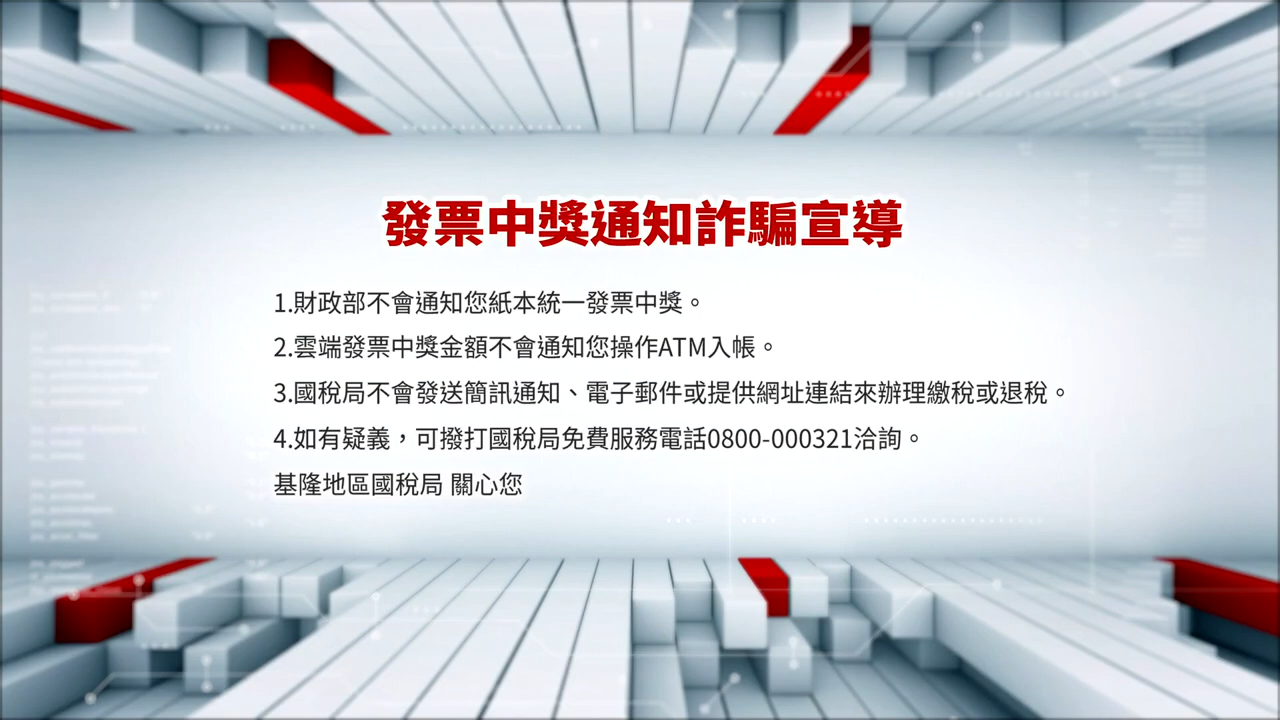 發票中獎通知詐騙宣導
1.財政部不會通知您紙本統一發票中獎。
2.雲端發票中獎金額不會通知您操作ATM入帳。
3.國稅局不會發送簡訊通知、電子郵件或提供網址連結來辦理繳稅或退稅。
4.如有疑義，可撥打國稅局免費服務電話0800-000321洽詢。
基隆地區國稅局 關心您